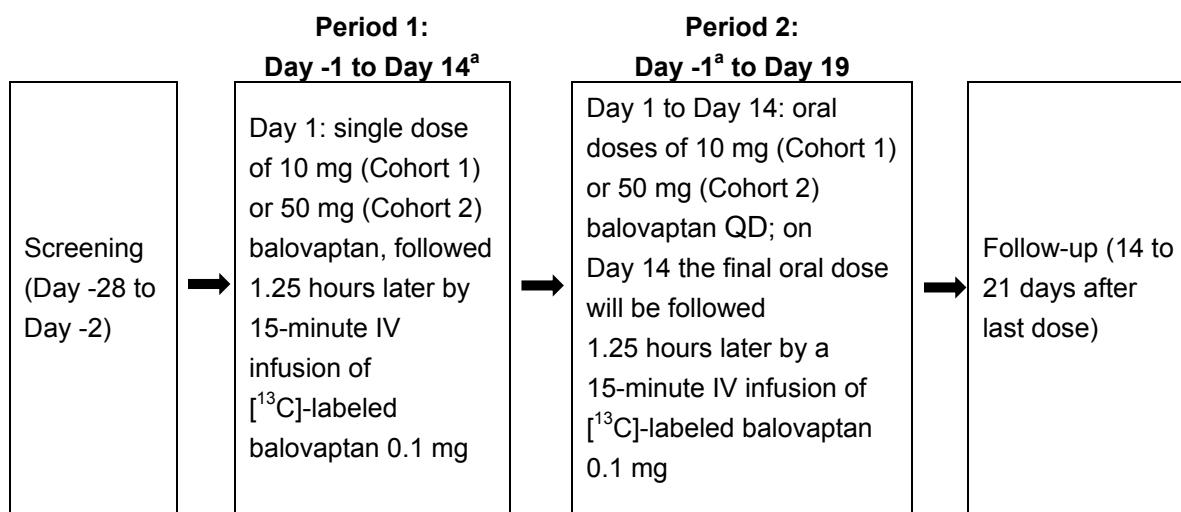 Period 1:
Day -1 to Day 14ᵃ
Period 2:
Day -1ᵃ to Day 19
Screening
(Day -28 to
Day -2)
Day 1: single dose
of 10 mg (Cohort 1)
or 50 mg (Cohort 2)
balovaptan, followed
1.25 hours later by
15-minute IV
infusion of
[¹³C]-labeled
balovaptan 0.1 mg
Day 1 to Day 14: oral
doses of 10 mg (Cohort 1)
or 50 mg (Cohort 2)
balovaptan QD; on
Day 14 the final oral dose
will be followed
1.25 hours later by a
15-minute IV infusion of
[¹³C]-labeled balovaptan
0.1 mg
Follow-up (14 to
21 days after
last dose)